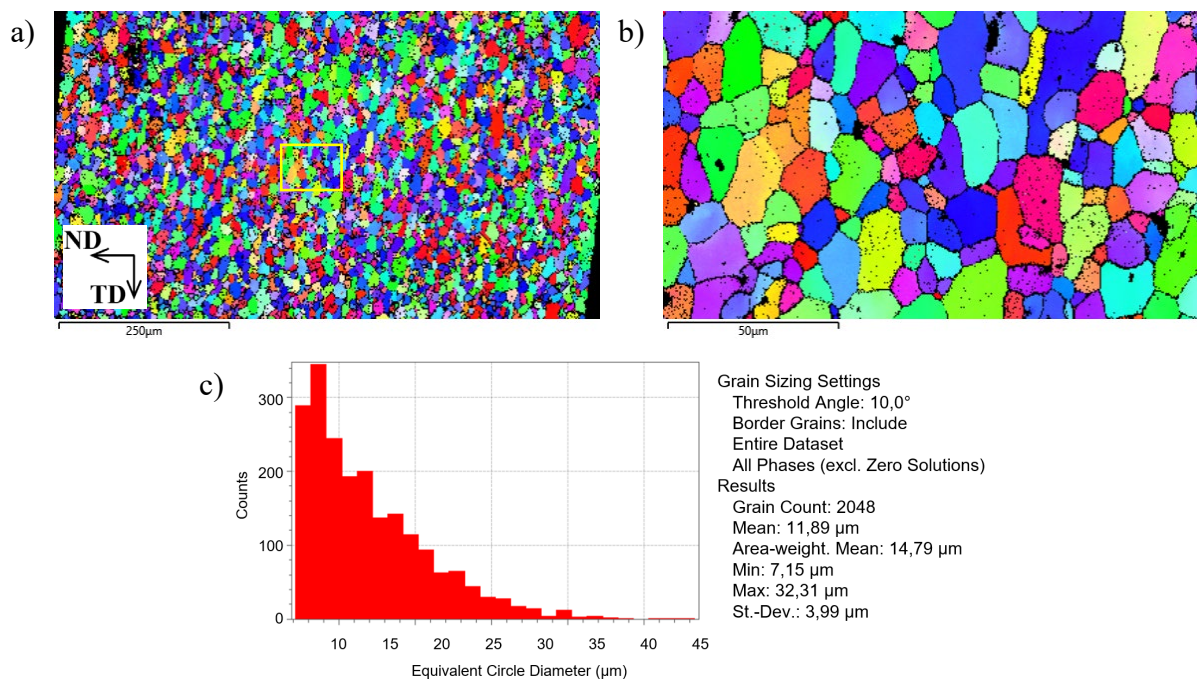 a)
b)
ND
TD
250µm
50µm
c)
300
200
100
0
Counts
10
15
20
25
30
35
40
45
Equivalent Circle Diameter (µm)
Grain Sizing Settings
Threshold Angle: 10,0°
Border Grains: Include
Entire Dataset
All Phases (excl. Zero Solutions)
Results
Grain Count: 2048
Mean: 11,89 µm
Area-weight. Mean: 14,79 µm
Min: 7,15 µm
Max: 32,31 µm
St.-Dev.: 3,99 µm